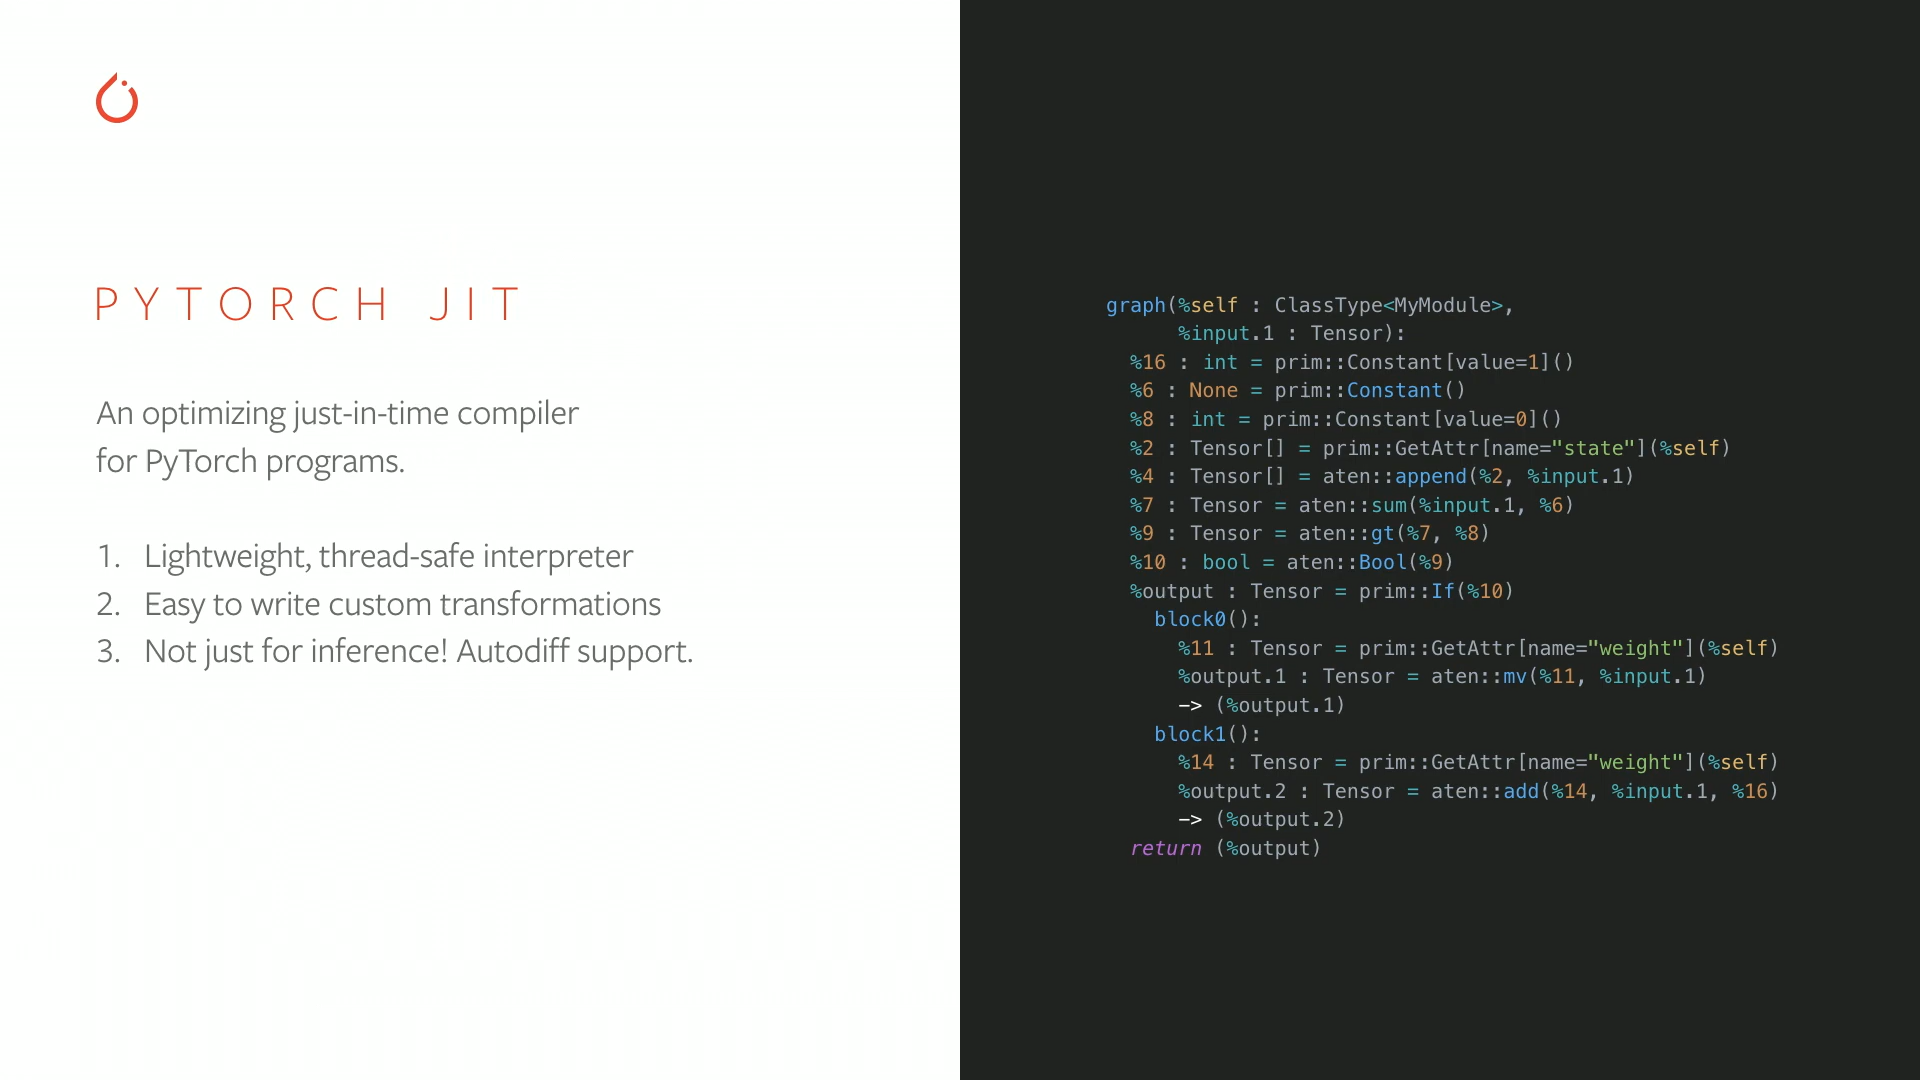 PYTORCH JIT
An optimizing just-in-time compiler
for PyTorch programs.
1. Lightweight, thread-safe interpreter
2. Easy to write custom transformations
3. Not just for inference! Autodiff support.
graph(%self : ClassType<MyModule>,
      %input.1 : Tensor):
  %16 : int = prim::Constant[value=1]()
  %6 : None = prim::Constant()
  %8 : int = prim::Constant[value=0]()
  %2 : Tensor[] = prim::GetAttr[name="state"](%self)
  %4 : Tensor[] = aten::append(%2, %input.1)
  %7 : Tensor = aten::sum(%input.1, %6)
  %9 : Tensor = aten::gt(%7, %8)
  %10 : bool = aten::Bool(%9)
  %output : Tensor = prim::If(%10)
    block0():
      %11 : Tensor = prim::GetAttr[name="weight"](%self)
      %output.1 : Tensor = aten::mv(%11, %input.1)
      -> (%output.1)
    block1():
      %14 : Tensor = prim::GetAttr[name="weight"](%self)
      %output.2 : Tensor = aten::add(%14, %input.1, %16)
      -> (%output.2)
  return (%output)